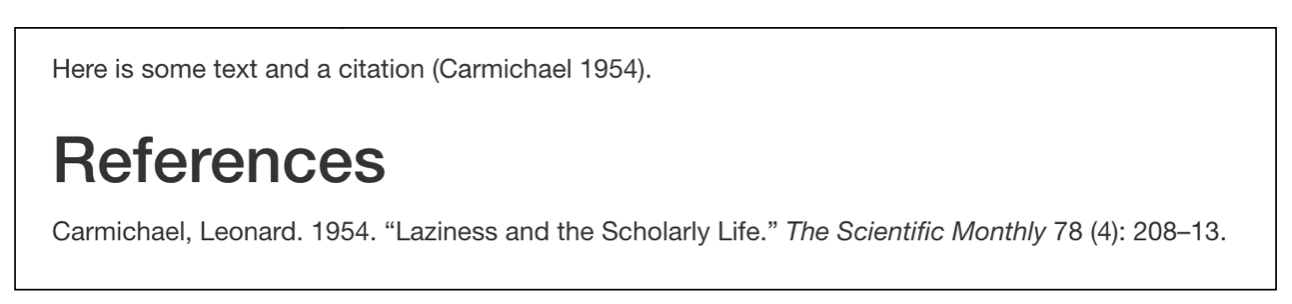 Here is some text and a citation (Carmichael 1954).
References
Carmichael, Leonard. 1954. “Laziness and the Scholarly Life.” The Scientific Monthly 78 (4): 208–13.